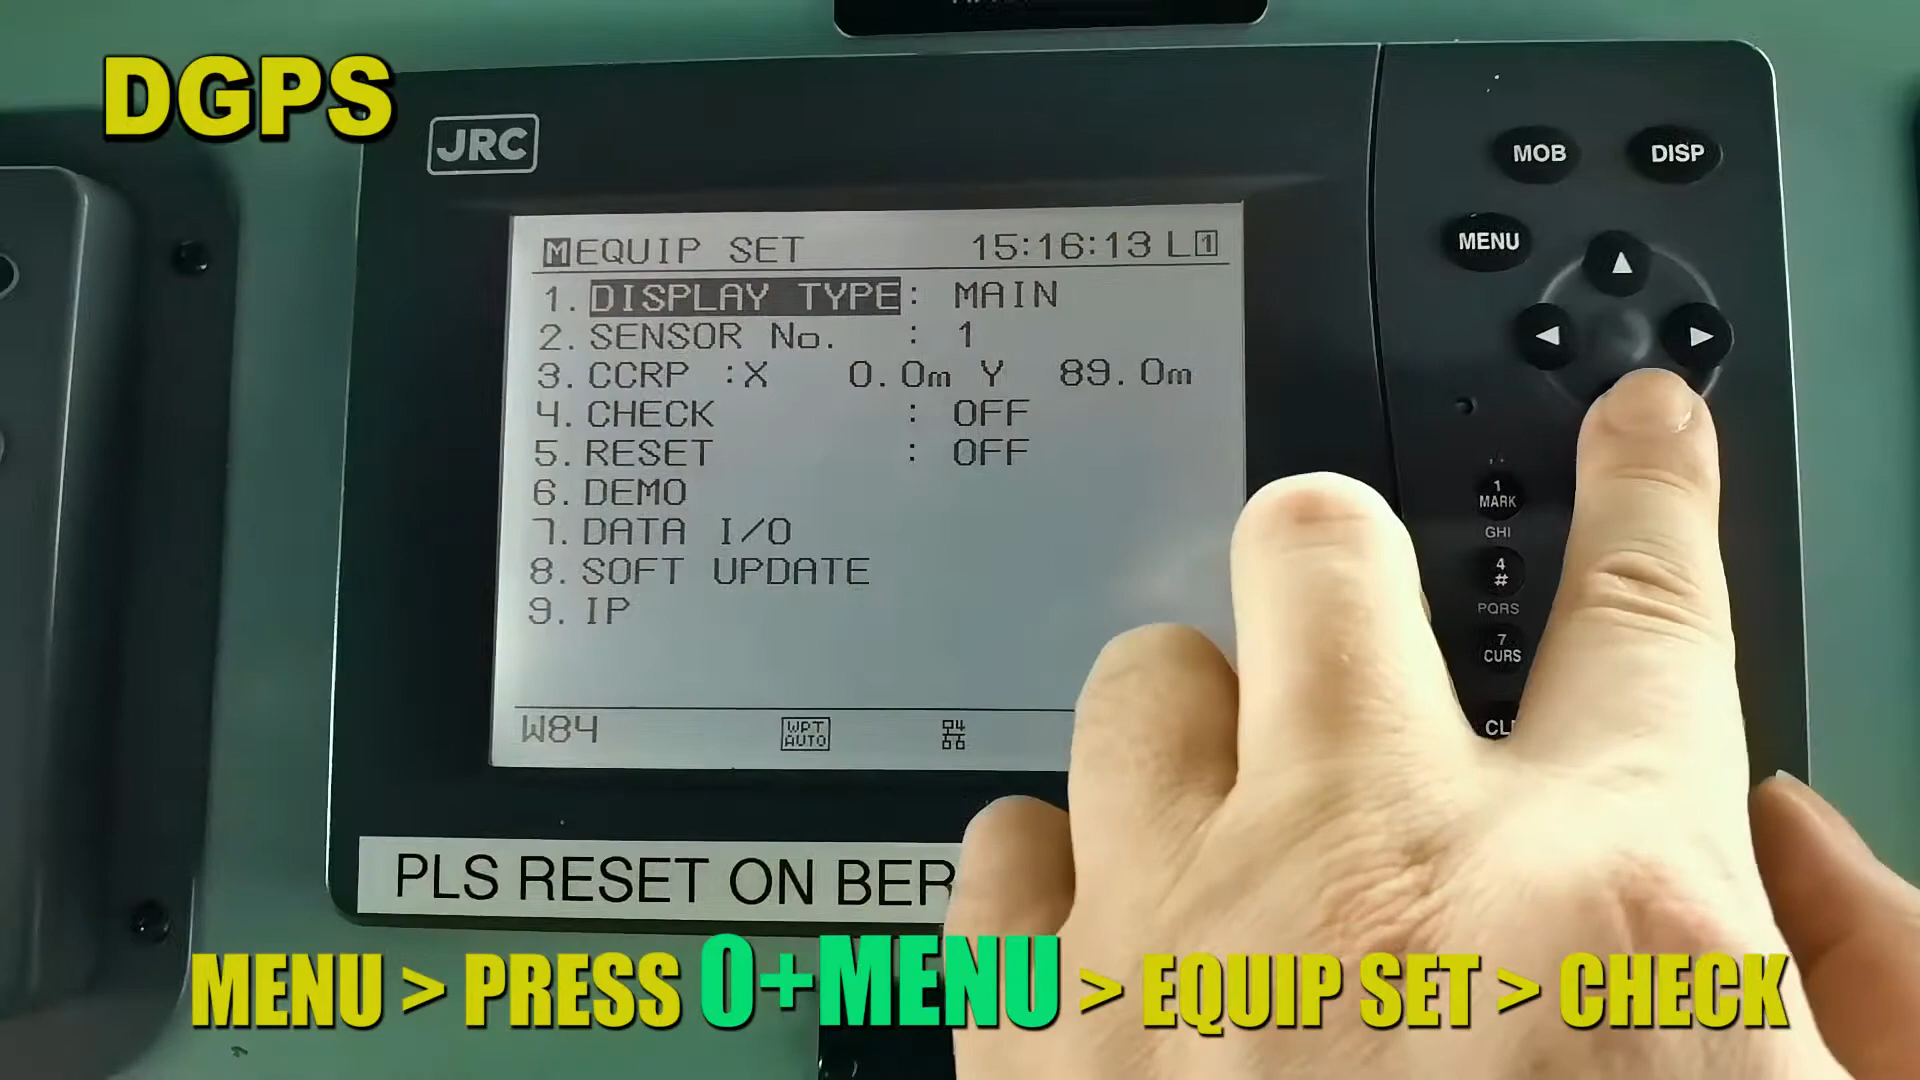 DGPS
JRC
MOB
DISP
MENU
M EQUIP SET 15:16:13 L 1
1. DISPLAY TYPE : MAIN
2. SENSOR No. : 1
3. CCRP :X 0.0m Y 89.0m
4. CHECK : OFF
5. RESET : OFF
6. DEMO
7. DATA I/O
8. SOFT UPDATE
9. IP
W84
WPT
AUTO
1
MARK
GHI
4
#
PQRS
7
CURS
PLS RESET ON
MENU > PRESS 0+MENU > EQUIP SET > CHECK